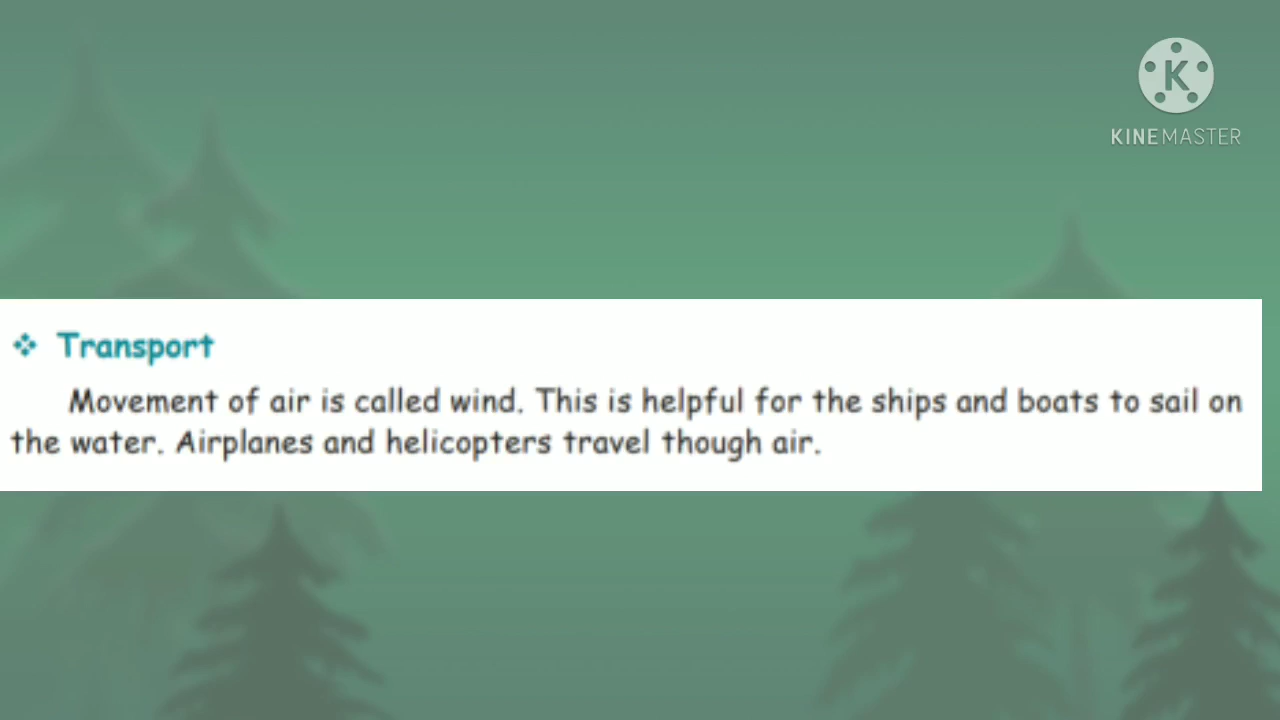 K
KINEMASTER
❖ Transport
Movement of air is called wind. This is helpful for the ships and boats to sail on
the water. Airplanes and helicopters travel though air.